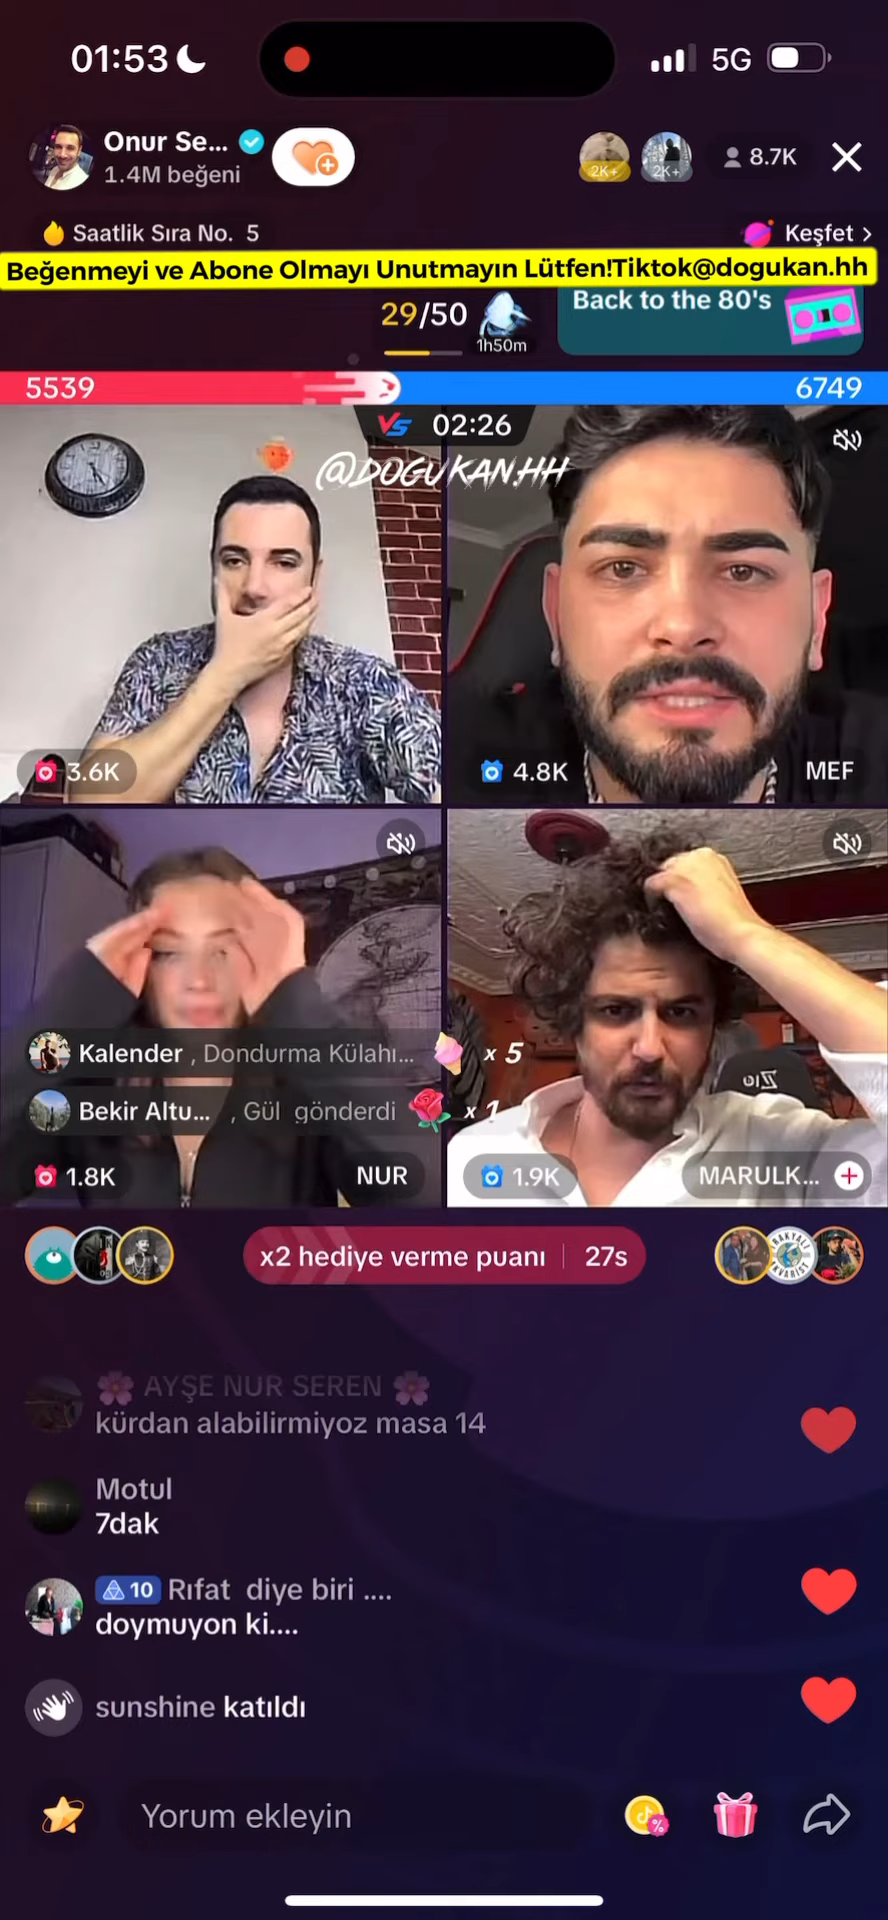 01:53
5G
Onur Se...
1.4M beğeni
2K+
2K+
8.7K
Saatlik Sıra No. 5
Keşfet >
Beğenmeyi ve Abone Olmayı Unutmayın Lütfen!Tiktok@dogukan.hh
29/50
1h50m
Back to the 80's
5539
6749
VS 02:26
@DOGUKAN.HH
3.6K
4.8K
MEF
Kalender , Dondurma Külahı... x 5
Bekir Altu... , Gül gönderdi x 1
1.8K
NUR
1.9K
MARULK...
x2 hediye verme puanı 27s
AYŞE NUR SEREN
kürdan alabilirmiyoz masa 14
Motul
7dak
10 Rıfat diye biri ....
doymuyon ki....
sunshine katıldı
Yorum ekleyin